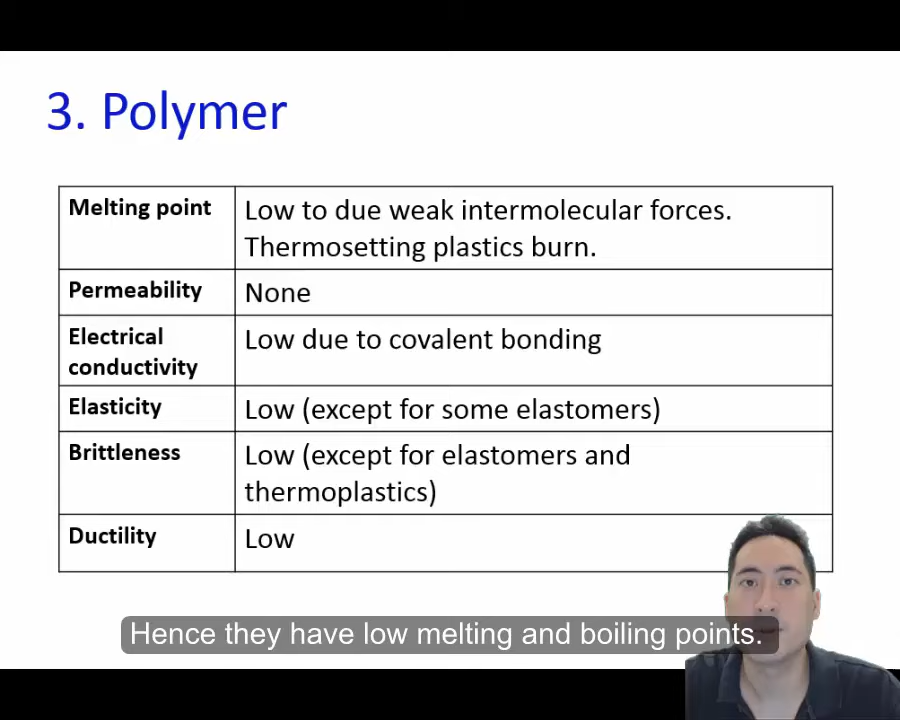 3. Polymer
Melting point
Low to due weak intermolecular forces.
Thermosetting plastics burn.
Permeability
None
Electrical
conductivity
Low due to covalent bonding
Elasticity
Low (except for some elastomers)
Brittleness
Low (except for elastomers and
thermoplastics)
Ductility
Low
Hence they have low melting and boiling points.